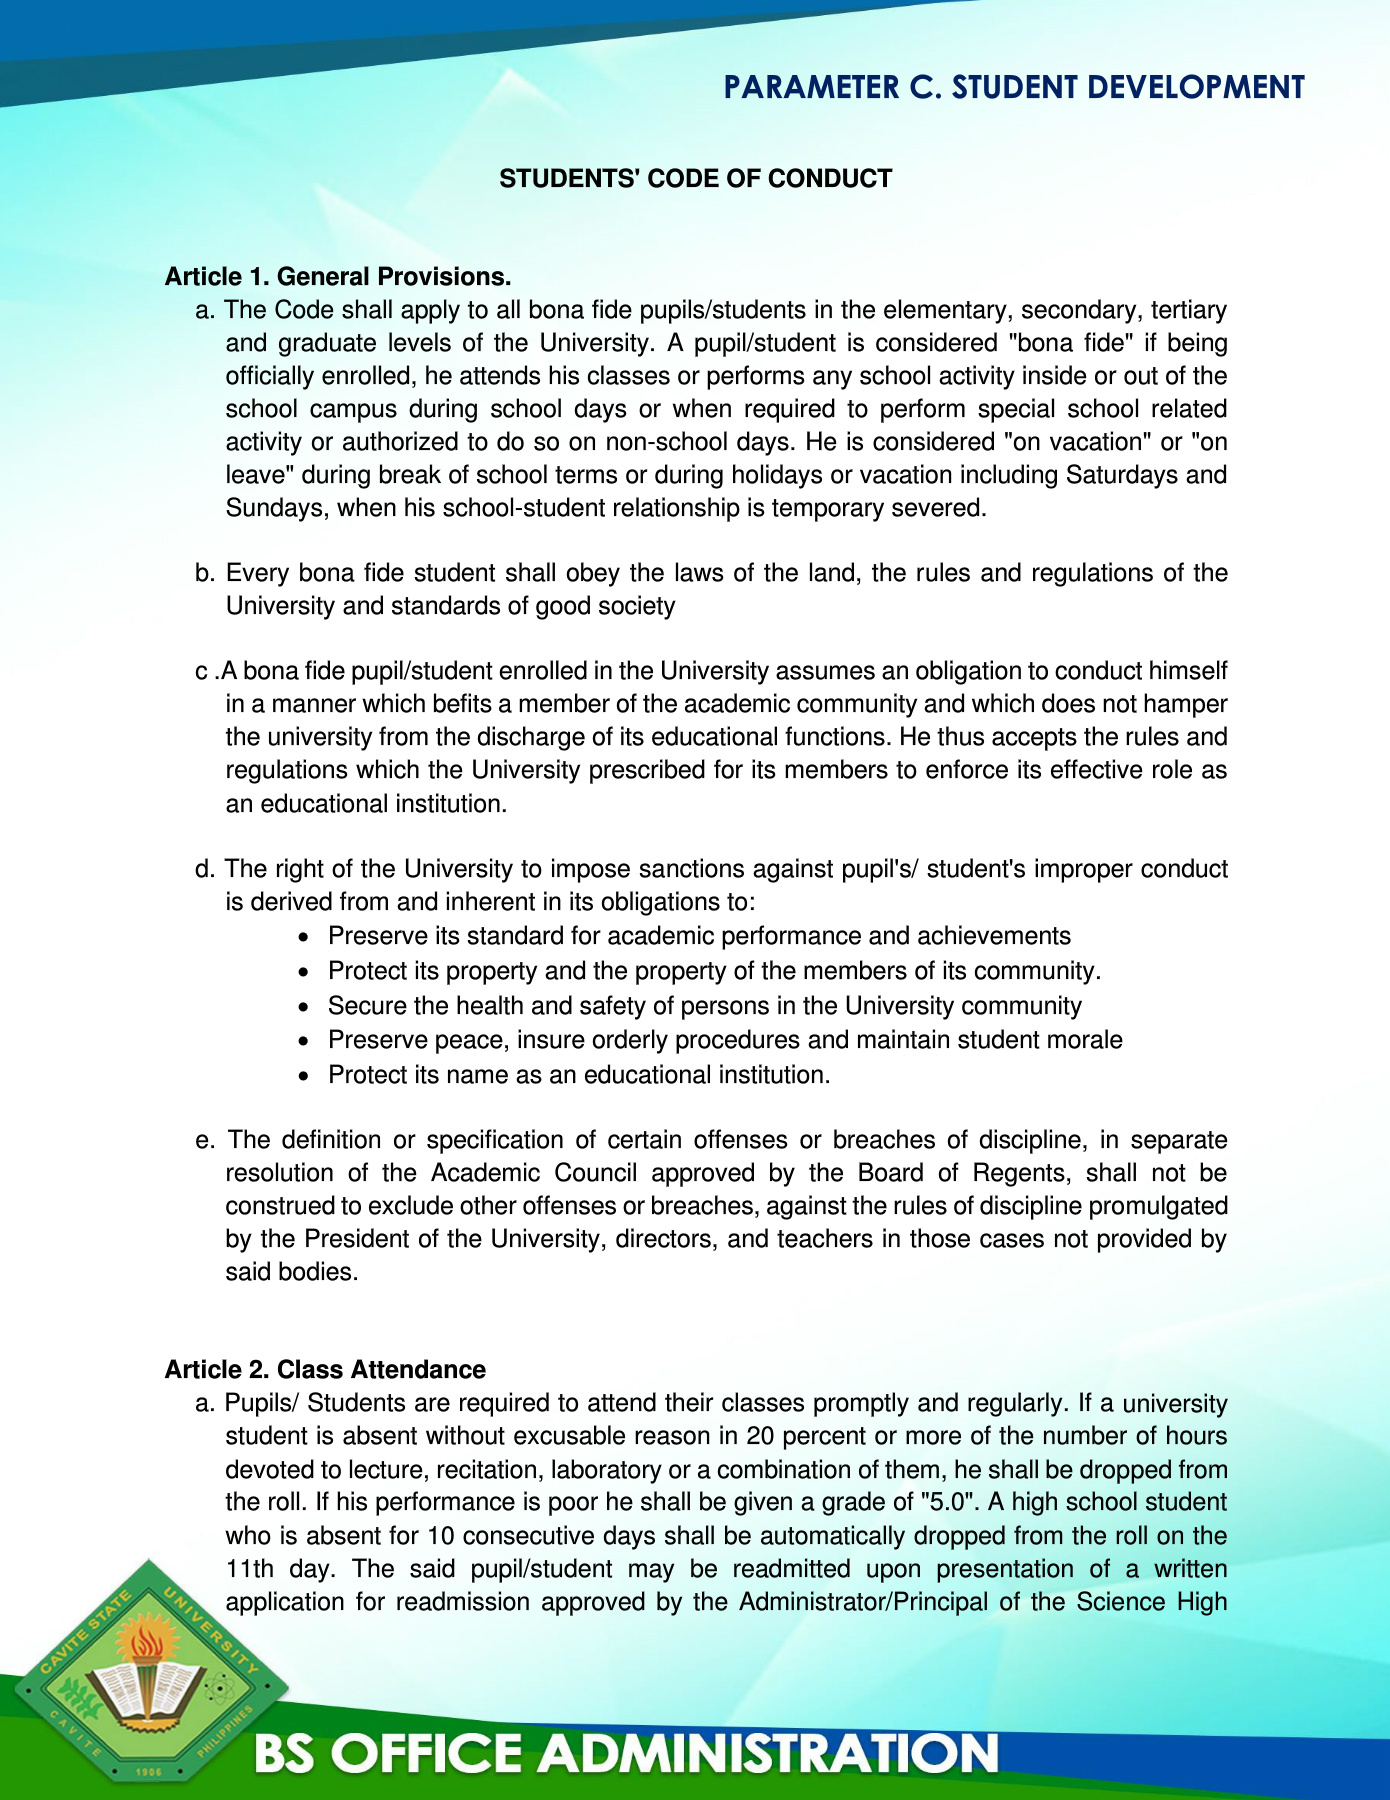 PARAMETER C. STUDENT DEVELOPMENT
STUDENTS' CODE OF CONDUCT
Article 1. General Provisions.
a. The Code shall apply to all bona fide pupils/students in the elementary, secondary, tertiary
and graduate levels of the University. A pupil/student is considered "bona fide" if being
officially enrolled, he attends his classes or performs any school activity inside or out of the
school campus during school days or when required to perform special school related
activity or authorized to do so on non-school days. He is considered "on vacation" or "on
leave" during break of school terms or during holidays or vacation including Saturdays and
Sundays, when his school-student relationship is temporary severed.
b. Every bona fide student shall obey the laws of the land, the rules and regulations of the
University and standards of good society
c .A bona fide pupil/student enrolled in the University assumes an obligation to conduct himself
in a manner which befits a member of the academic community and which does not hamper
the university from the discharge of its educational functions. He thus accepts the rules and
regulations which the University prescribed for its members to enforce its effective role as
an educational institution.
d. The right of the University to impose sanctions against pupil's/ student's improper conduct
is derived from and inherent in its obligations to:
• Preserve its standard for academic performance and achievements
• Protect its property and the property of the members of its community.
• Secure the health and safety of persons in the University community
• Preserve peace, insure orderly procedures and maintain student morale
• Protect its name as an educational institution.
e. The definition or specification of certain offenses or breaches of discipline, in separate
resolution of the Academic Council approved by the Board of Regents, shall not be
construed to exclude other offenses or breaches, against the rules of discipline promulgated
by the President of the University, directors, and teachers in those cases not provided by
said bodies.
Article 2. Class Attendance
a. Pupils/ Students are required to attend their classes promptly and regularly. If a university
student is absent without excusable reason in 20 percent or more of the number of hours
devoted to lecture, recitation, laboratory or a combination of them, he shall be dropped from
the roll. If his performance is poor he shall be given a grade of "5.0". A high school student
who is absent for 10 consecutive days shall be automatically dropped from the roll on the
11th day. The said pupil/student may be readmitted upon presentation of a written
application for readmission approved by the Administrator/Principal of the Science High
CAVITE STATE UNIVERSITY
CAVITE PHILIPPINES
1906
BS OFFICE ADMINISTRATION